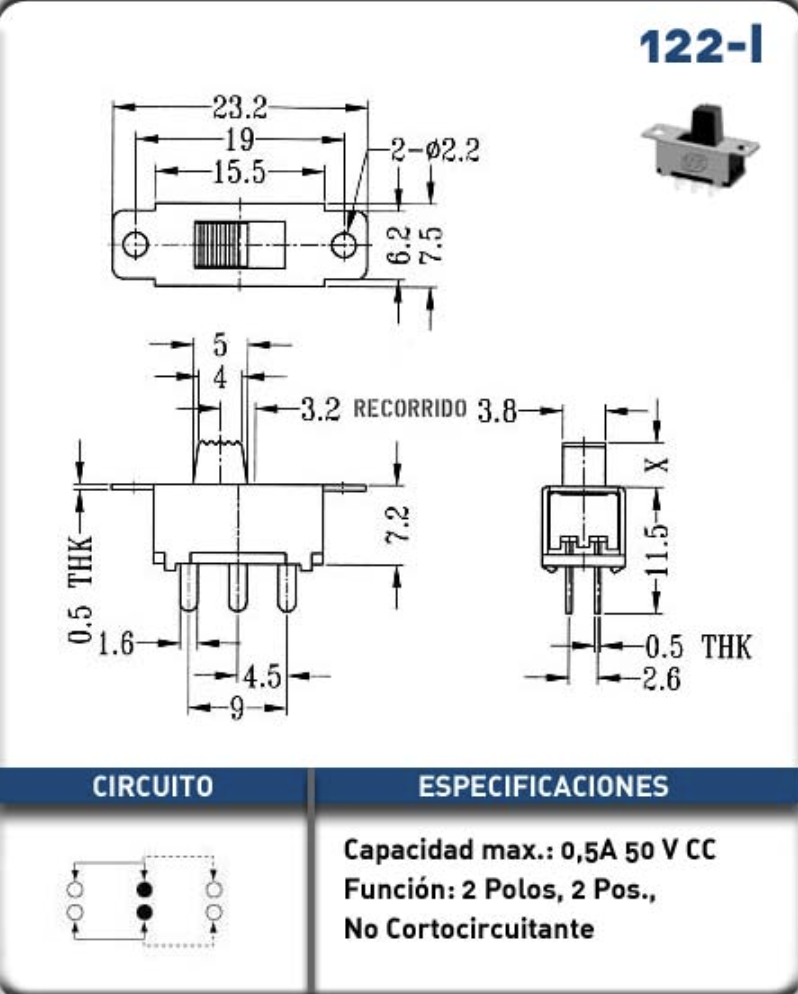 122-I
23.2
19
2-ø2.2
15.5
6.2
7.5
5
4
3.2 RECORRIDO 3.8
X
7.2
11.5
0.5 THK
1.6
0.5 THK
4.5
2.6
9
CIRCUITO
ESPECIFICACIONES
Capacidad max.: 0,5A 50 V CC
Función: 2 Polos, 2 Pos.,
No Cortocircuitante